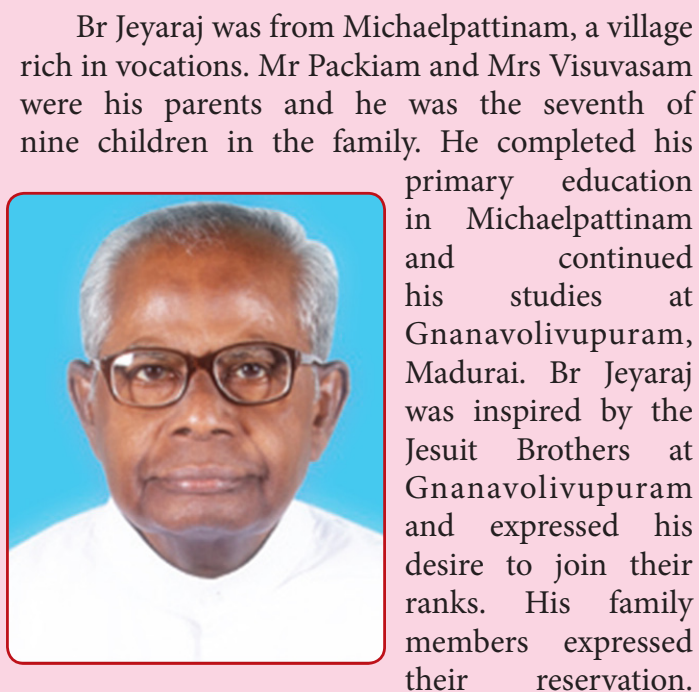 Br Jeyaraj was from Michaelpattinam, a village
rich in vocations. Mr Packiam and Mrs Visuvasam
were his parents and he was the seventh of
nine children in the family. He completed his
primary education
in Michaelpattinam
and continued
his studies at
Gnanavolivupuram,
Madurai. Br Jeyaraj
was inspired by the
Jesuit Brothers at
Gnanavolivupuram
and expressed his
desire to join their
ranks. His family
members expressed
their reservation.